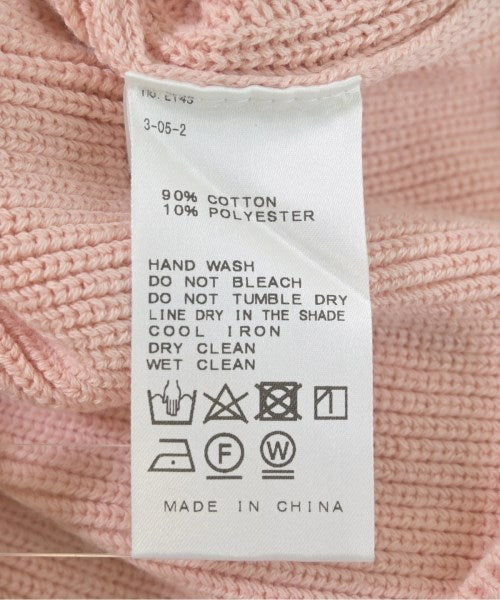 3-05-2
90% COTTON
10% POLYESTER
HAND WASH
DO NOT BLEACH
DO NOT TUMBLE DRY
LINE DRY IN THE SHADE
COOL IRON
DRY CLEAN
WET CLEAN
F W
MADE IN CHINA